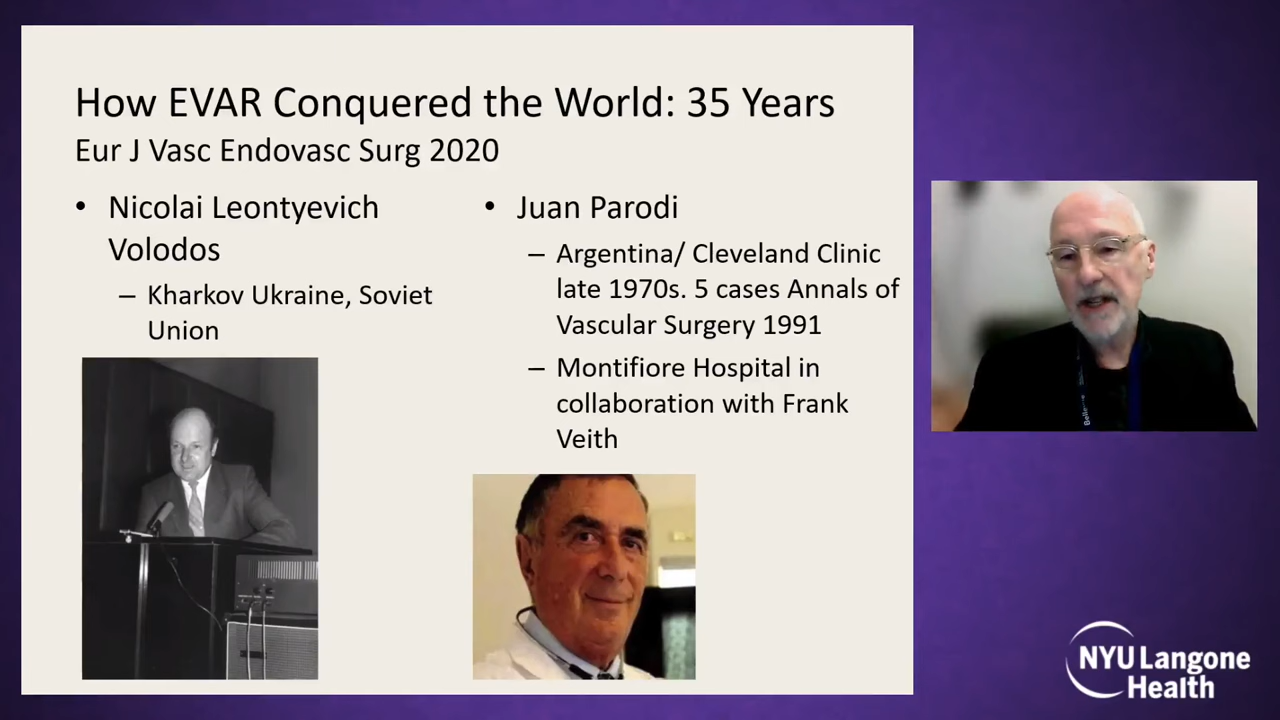 How EVAR Conquered the World: 35 Years
Eur J Vasc Endovasc Surg 2020
• Nicolai Leontyevich
Volodos
– Kharkov Ukraine, Soviet
Union
• Juan Parodi
– Argentina/ Cleveland Clinic
late 1970s. 5 cases Annals of
Vascular Surgery 1991
– Montifiore Hospital in
collaboration with Frank
Veith
NYU Langone
Health